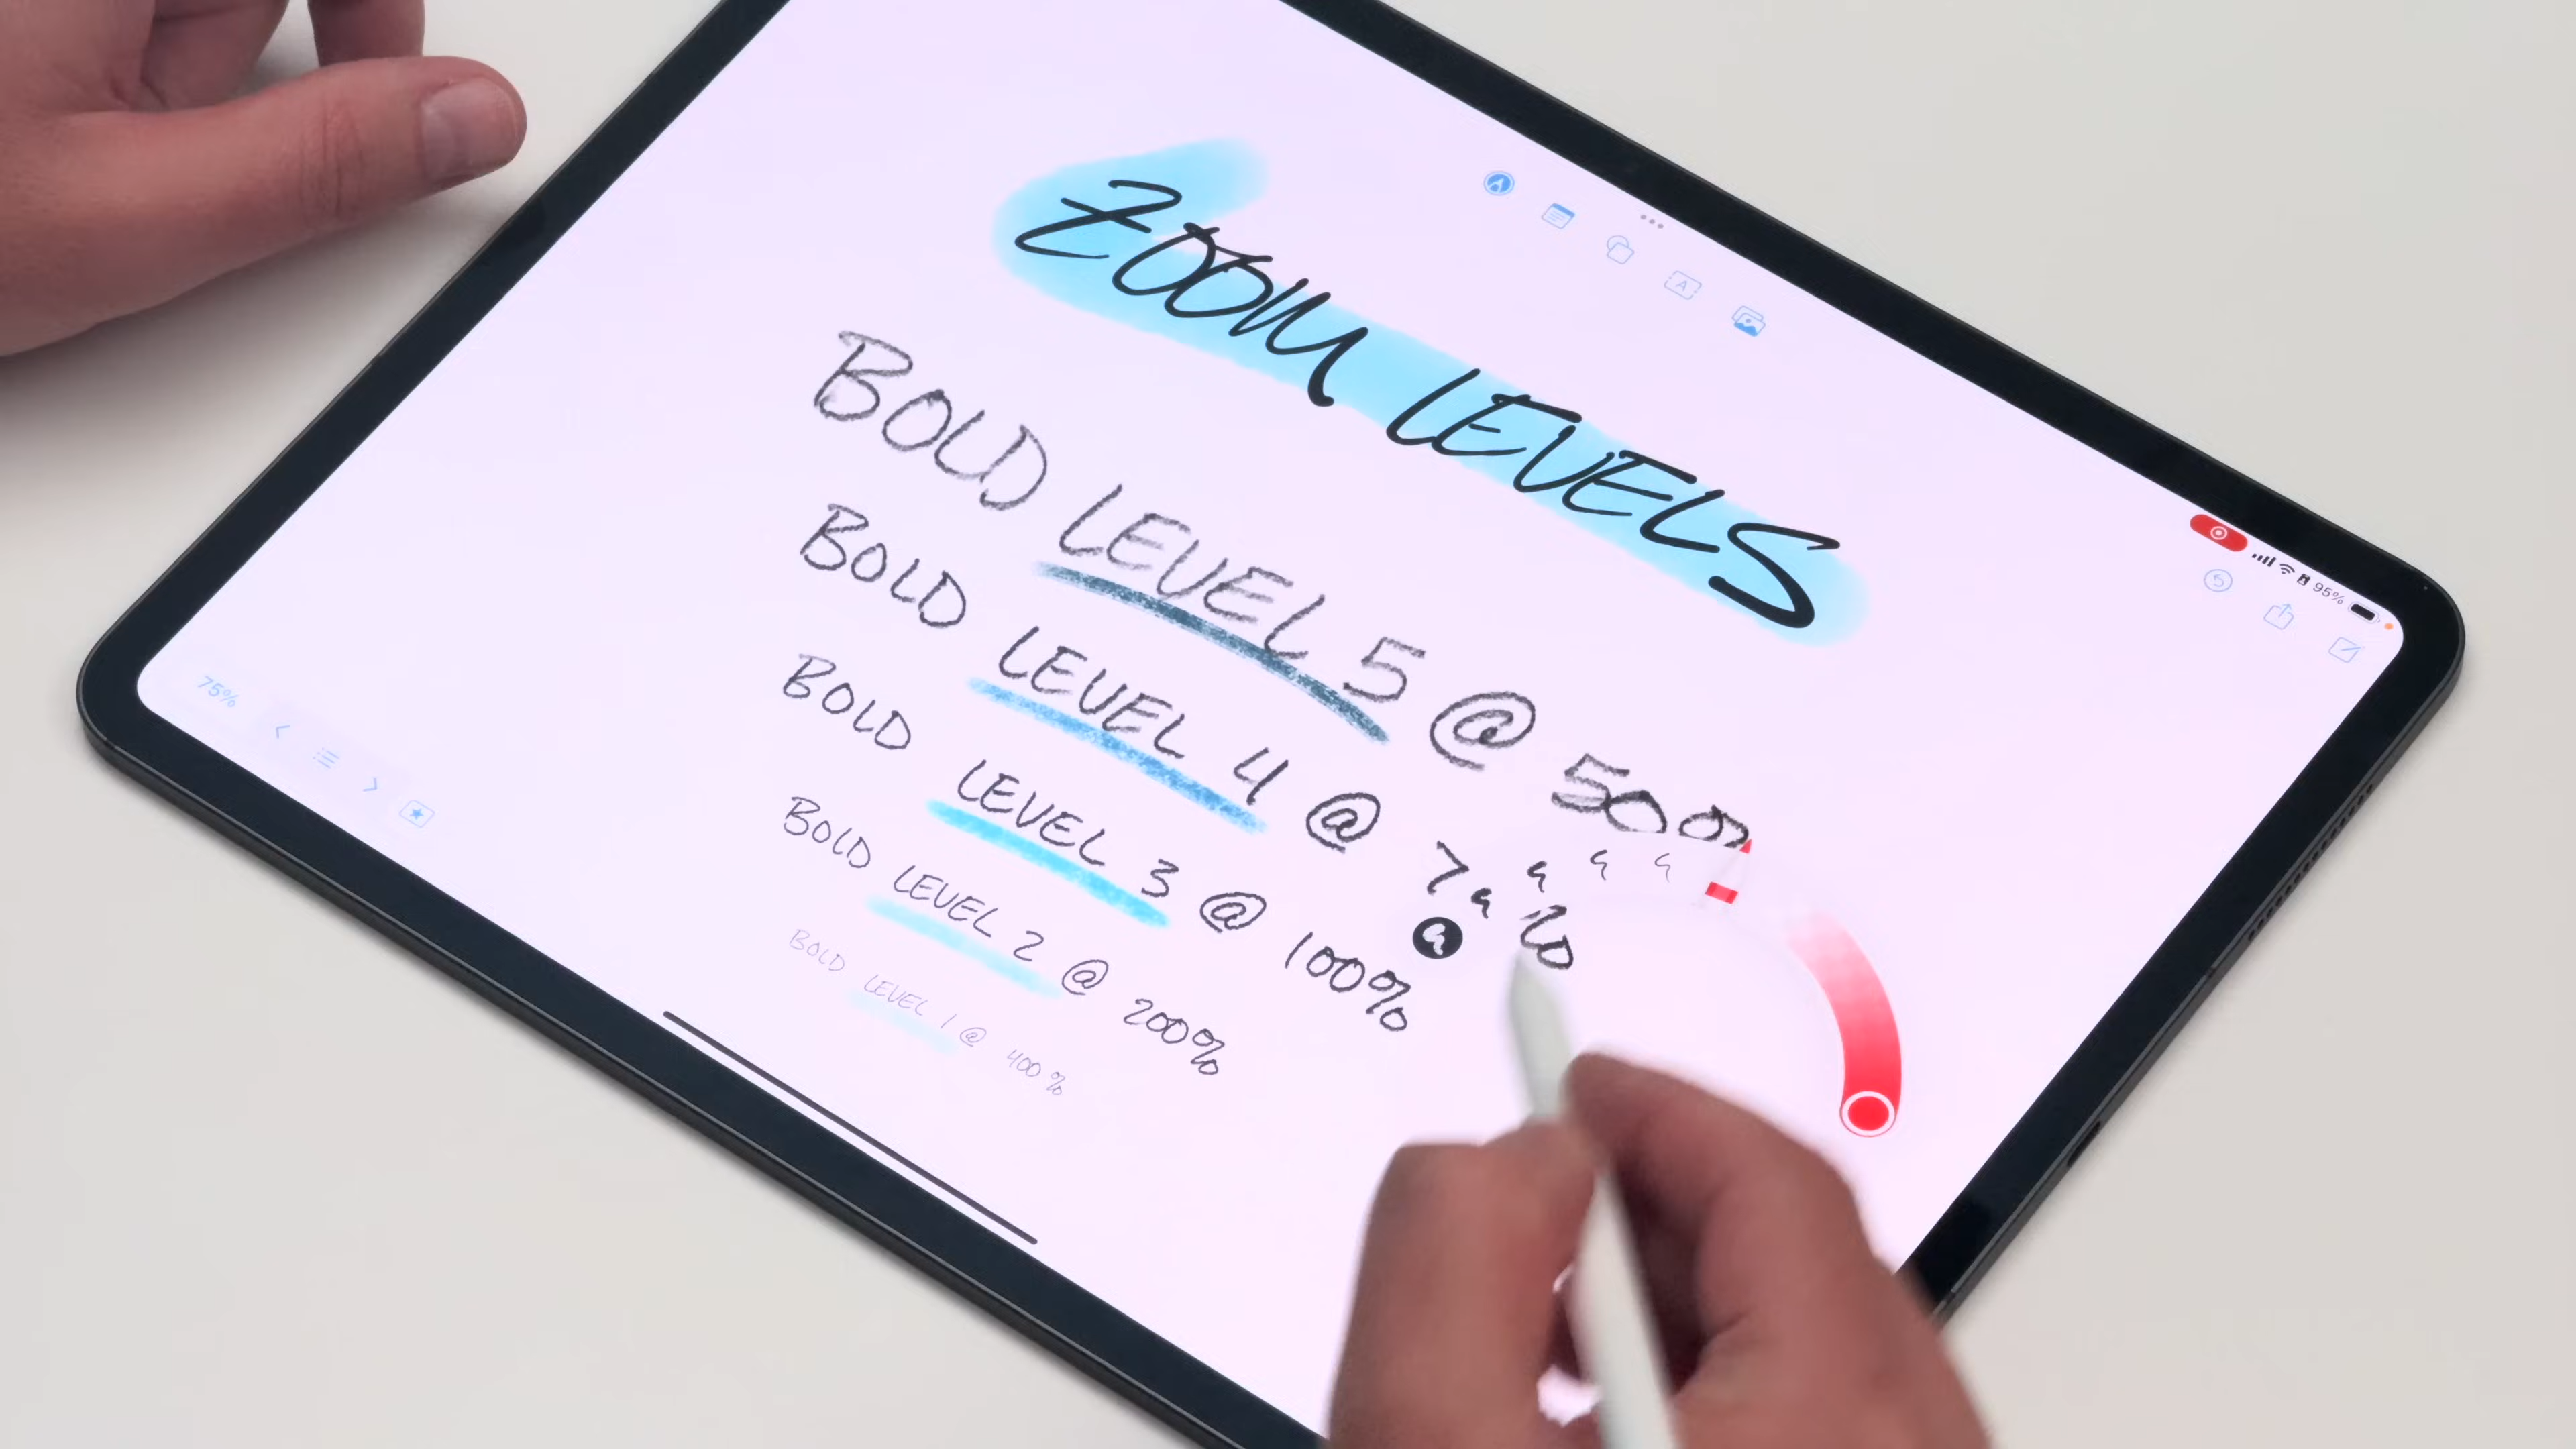 95%
ZOOM LEVELS
BOLD LEVEL 5 @
BOLD LEVEL 4 @
BOLD LEVEL 3 @ 100%
BOLD LEVEL 2 @ 200%
BOLD LEVEL 1 @ 400%
75%